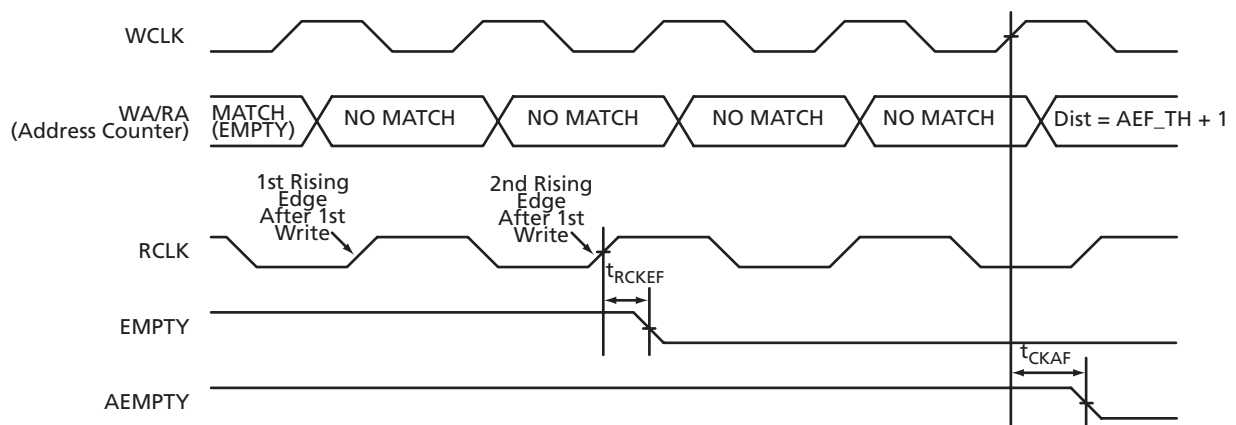 WCLK
WA/RA
(Address Counter)
MATCH
(EMPTY)
NO MATCH
NO MATCH
NO MATCH
NO MATCH
Dist = AEF_TH + 1
1st Rising
Edge
After 1st
Write
2nd Rising
Edge
After 1st
Write
RCLK
tRCKEF
EMPTY
tCKAF
AEMPTY